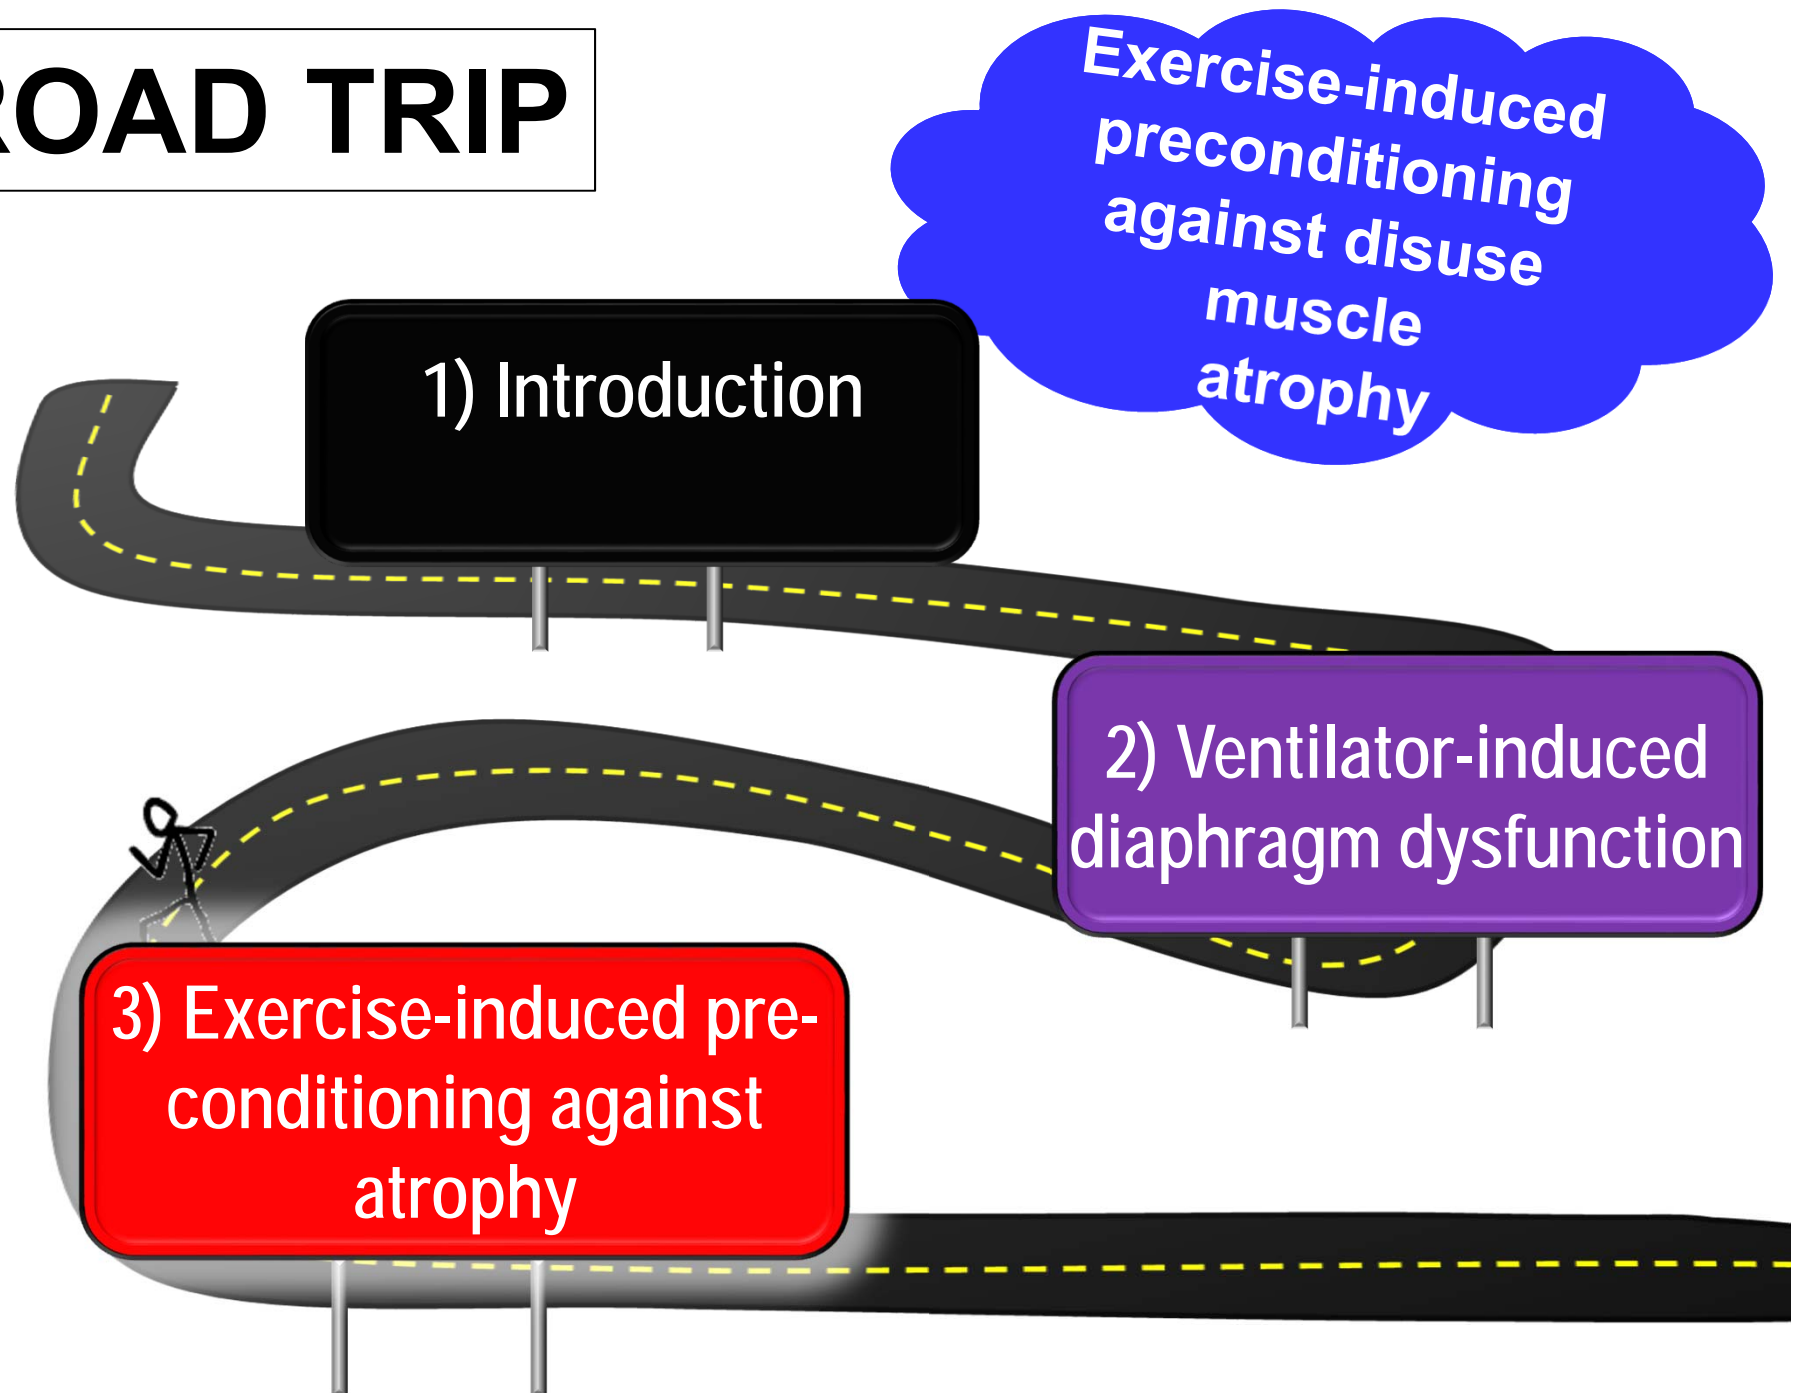 ROAD TRIP
Exercise-induced
preconditioning
against disuse
muscle
atrophy
1) Introduction
2) Ventilator-induced
diaphragm dysfunction
3) Exercise-induced pre-
conditioning against
atrophy